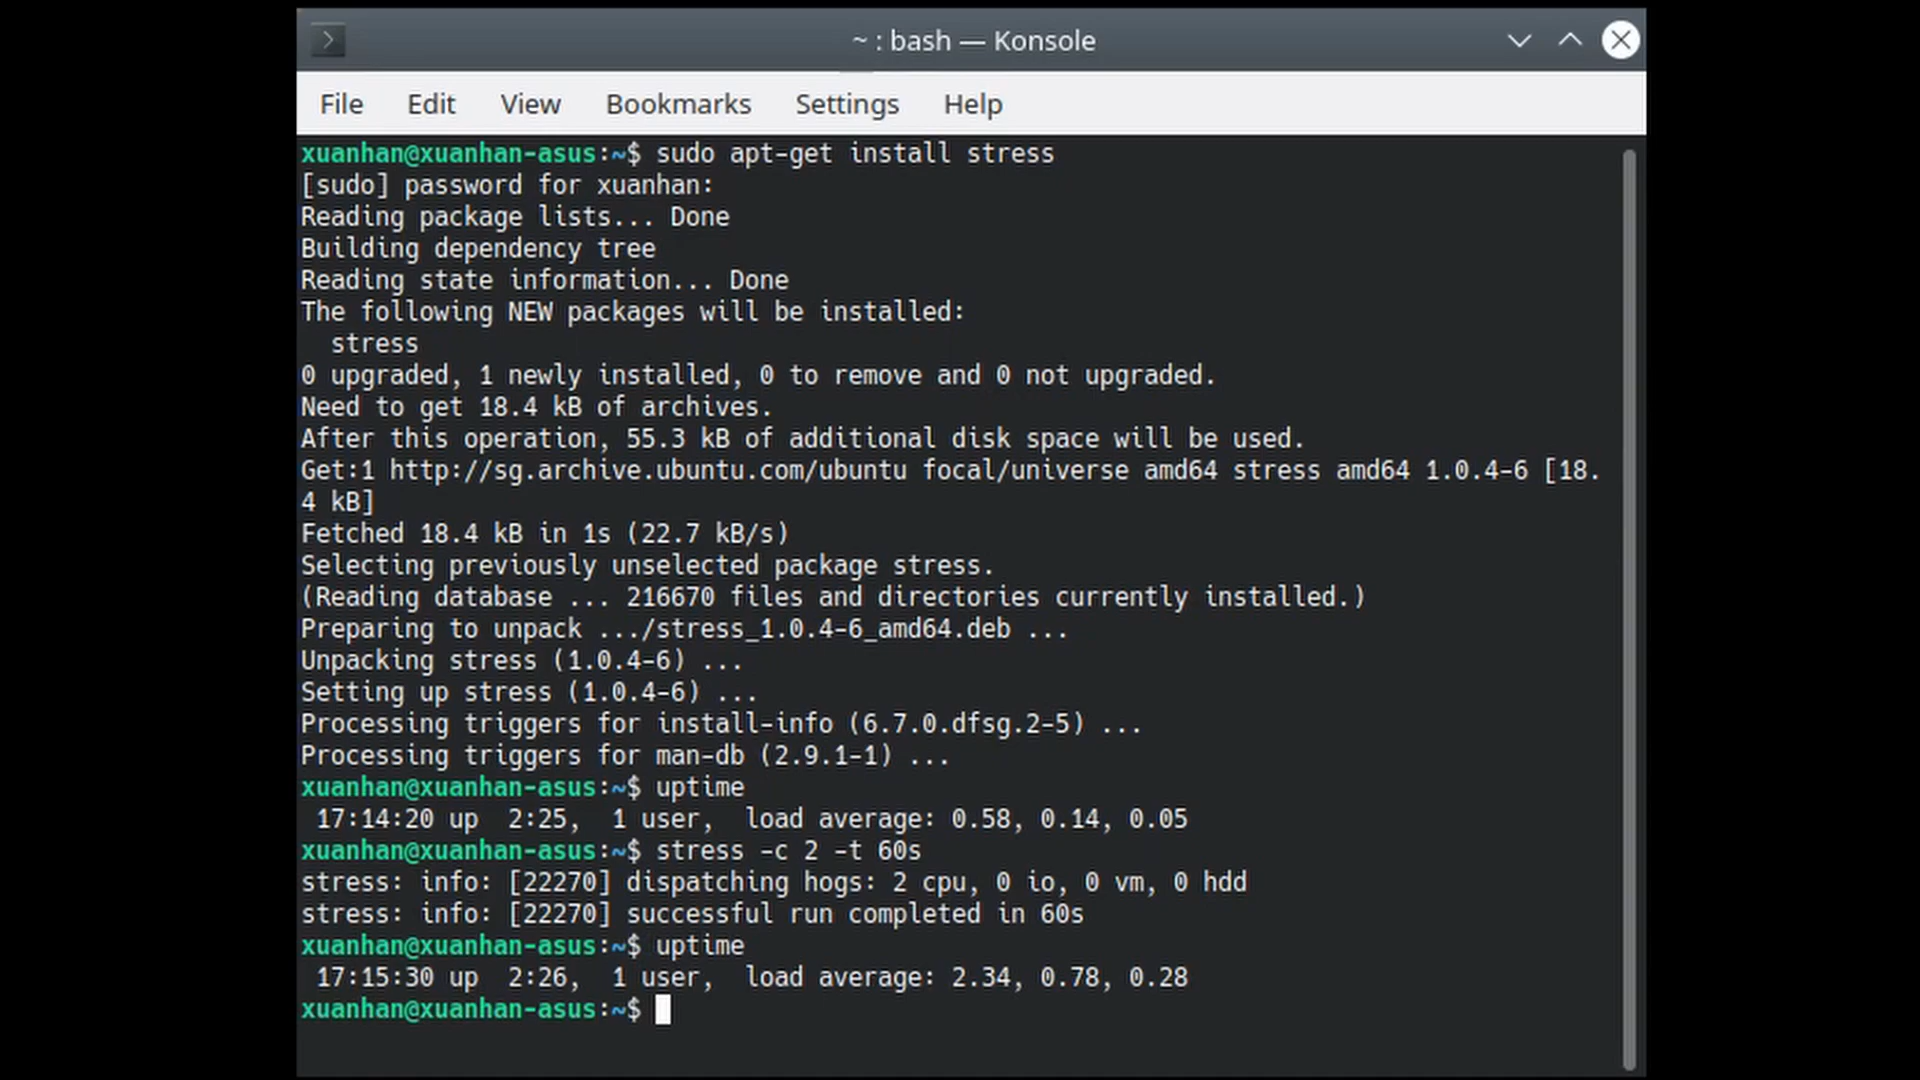 ~ : bash — Konsole
File Edit View Bookmarks Settings Help
xuanhan@xuanhan-asus:~$ sudo apt-get install stress
[sudo] password for xuanhan:
Reading package lists... Done
Building dependency tree
Reading state information... Done
The following NEW packages will be installed:
  stress
0 upgraded, 1 newly installed, 0 to remove and 0 not upgraded.
Need to get 18.4 kB of archives.
After this operation, 55.3 kB of additional disk space will be used.
Get:1 http://sg.archive.ubuntu.com/ubuntu focal/universe amd64 stress amd64 1.0.4-6 [18.
4 kB]
Fetched 18.4 kB in 1s (22.7 kB/s)
Selecting previously unselected package stress.
(Reading database ... 216670 files and directories currently installed.)
Preparing to unpack .../stress_1.0.4-6_amd64.deb ...
Unpacking stress (1.0.4-6) ...
Setting up stress (1.0.4-6) ...
Processing triggers for install-info (6.7.0.dfsg.2-5) ...
Processing triggers for man-db (2.9.1-1) ...
xuanhan@xuanhan-asus:~$ uptime
 17:14:20 up  2:25,  1 user,  load average: 0.58, 0.14, 0.05
xuanhan@xuanhan-asus:~$ stress -c 2 -t 60s
stress: info: [22270] dispatching hogs: 2 cpu, 0 io, 0 vm, 0 hdd
stress: info: [22270] successful run completed in 60s
xuanhan@xuanhan-asus:~$ uptime
 17:15:30 up  2:26,  1 user,  load average: 2.34, 0.78, 0.28
xuanhan@xuanhan-asus:~$